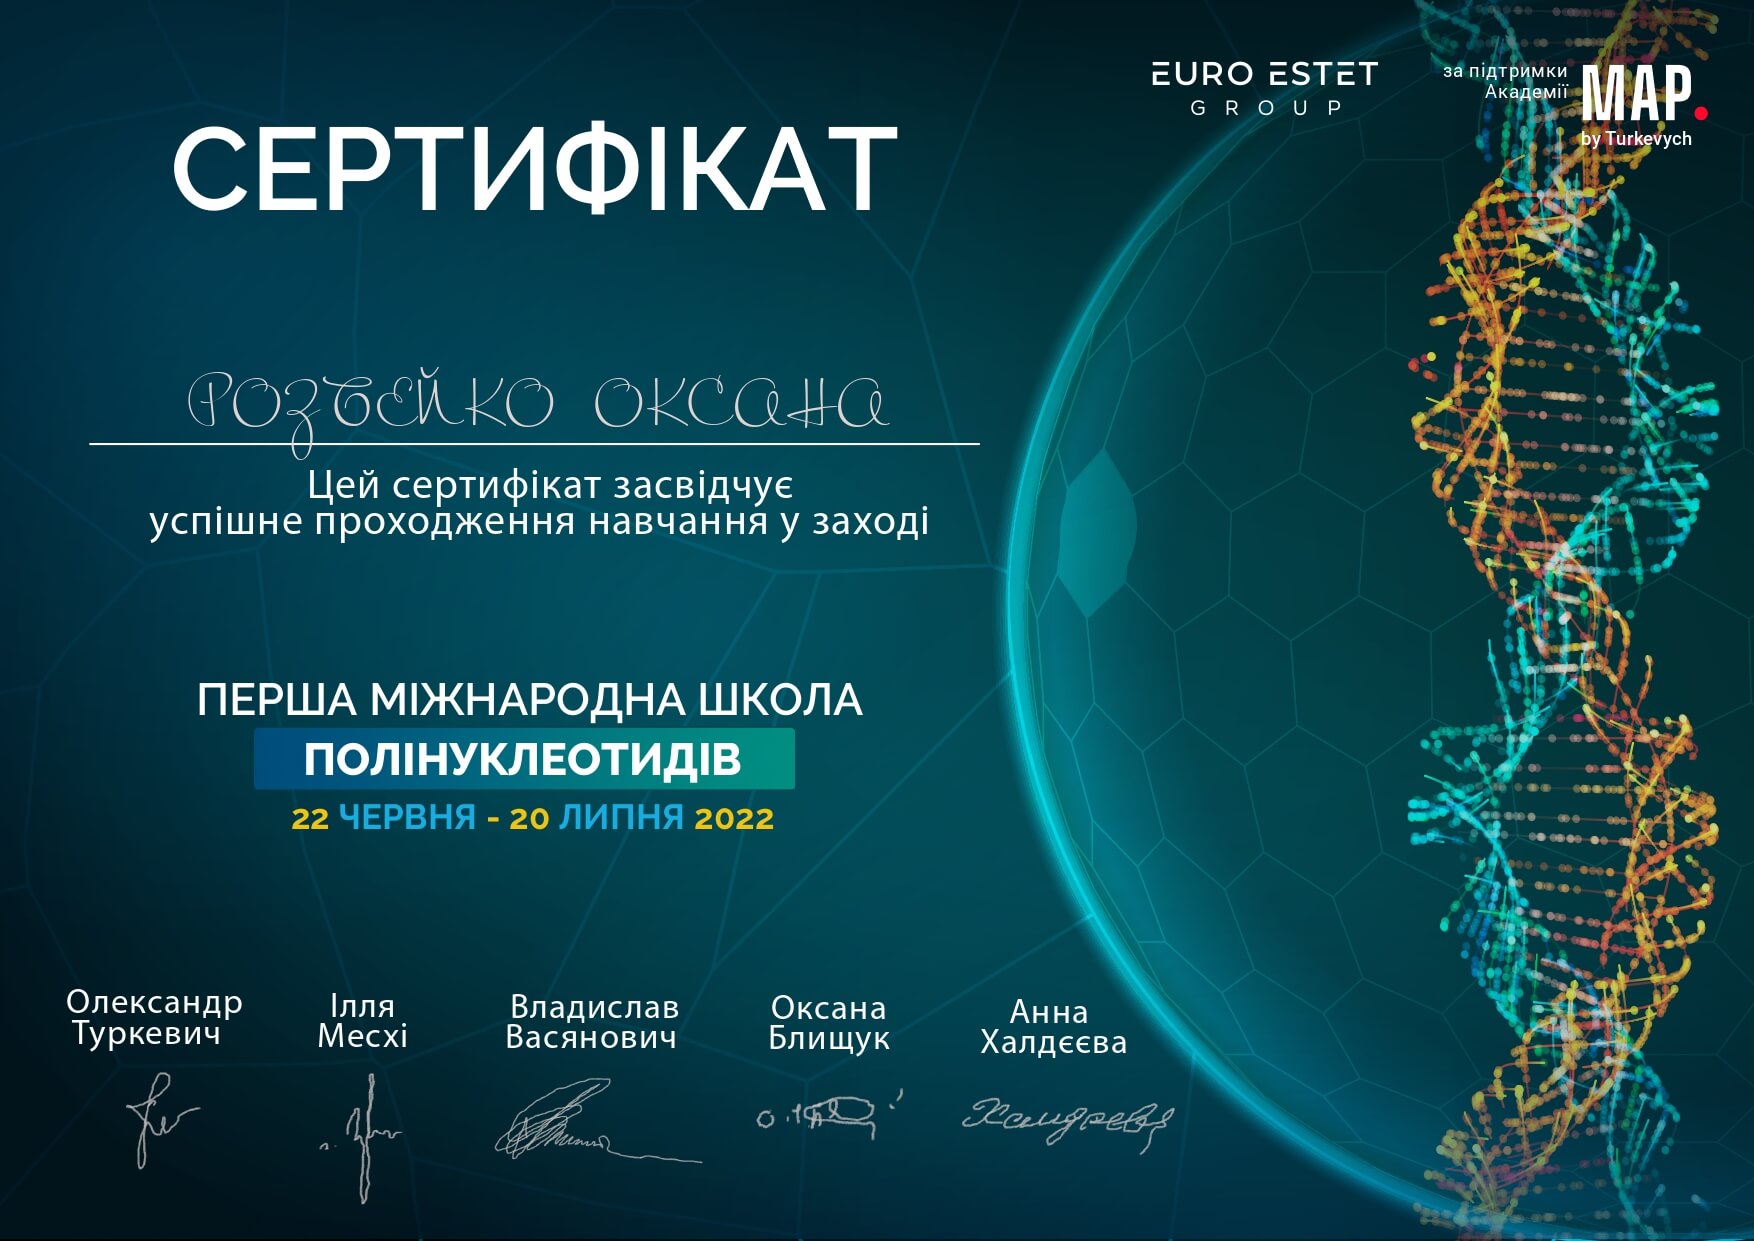 EURO ESTET
GROUP
за підтримки
Академії
MAP.
by Turkevych
СЕРТИФІКАТ
РОЗБЕЙКО ОКСАНА
Цей сертифікат засвідчує
успішне проходження навчання у заході
ПЕРША МІЖНАРОДНА ШКОЛА
ПОЛІНУКЛЕОТИДІВ
22 ЧЕРВНЯ - 20 ЛИПНЯ 2022
Олександр
Туркевич
Ілля
Месхі
Владислав
Васянович
Оксана
Блищук
Анна
Халдєєва